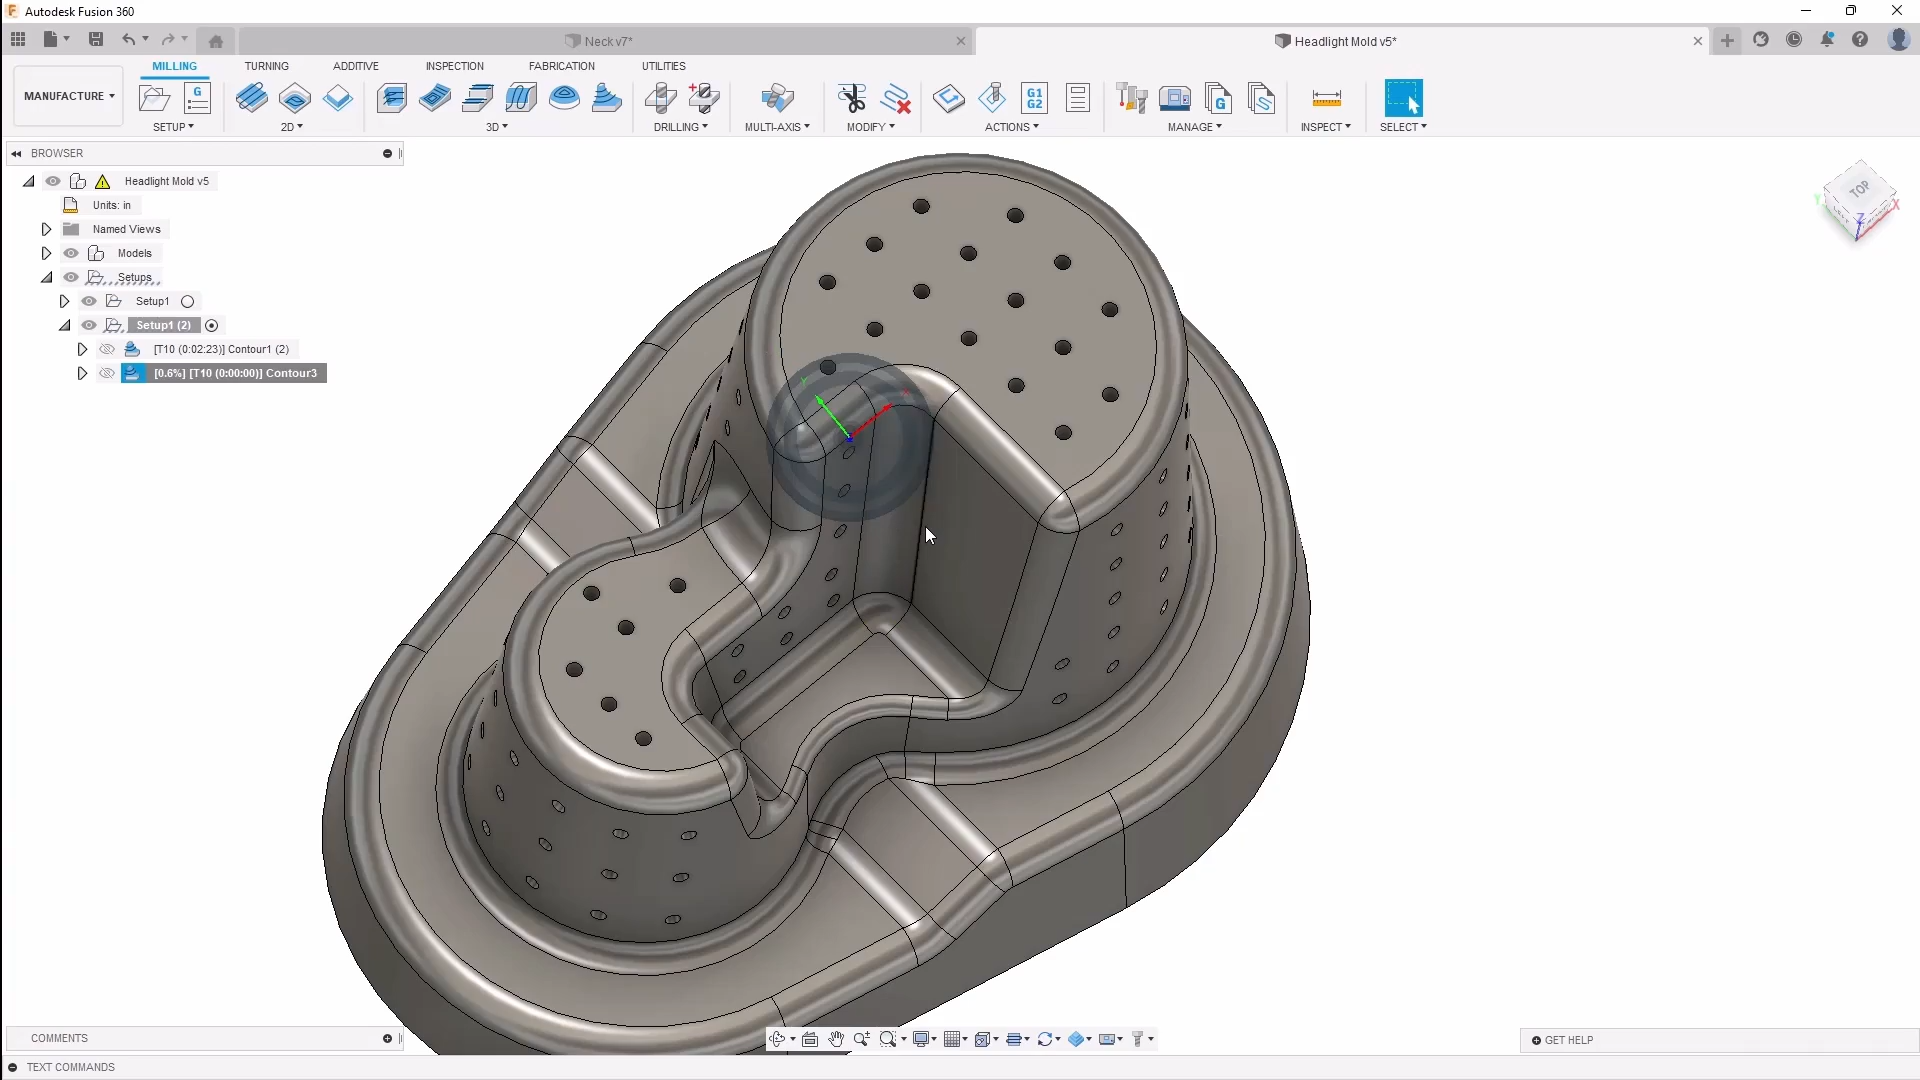 Autodesk Fusion 360
Neck v7*
Headlight Mold v5*
MILLING TURNING ADDITIVE INSPECTION FABRICATION UTILITIES
MANUFACTURE
G
G1
G2
G
SETUP 2D 3D DRILLING MULTI-AXIS MODIFY ACTIONS MANAGE INSPECT SELECT
BROWSER
Headlight Mold v5
Units: in
Named Views
Models
Setups
Setup1
Setup1 (2)
[T10 (0:02:23)] Contour1 (2)
[0.6%] [T10 (0:00:00)] Contour3
TOP
Y
X
Z
Y
COMMENTS
GET HELP
TEXT COMMANDS